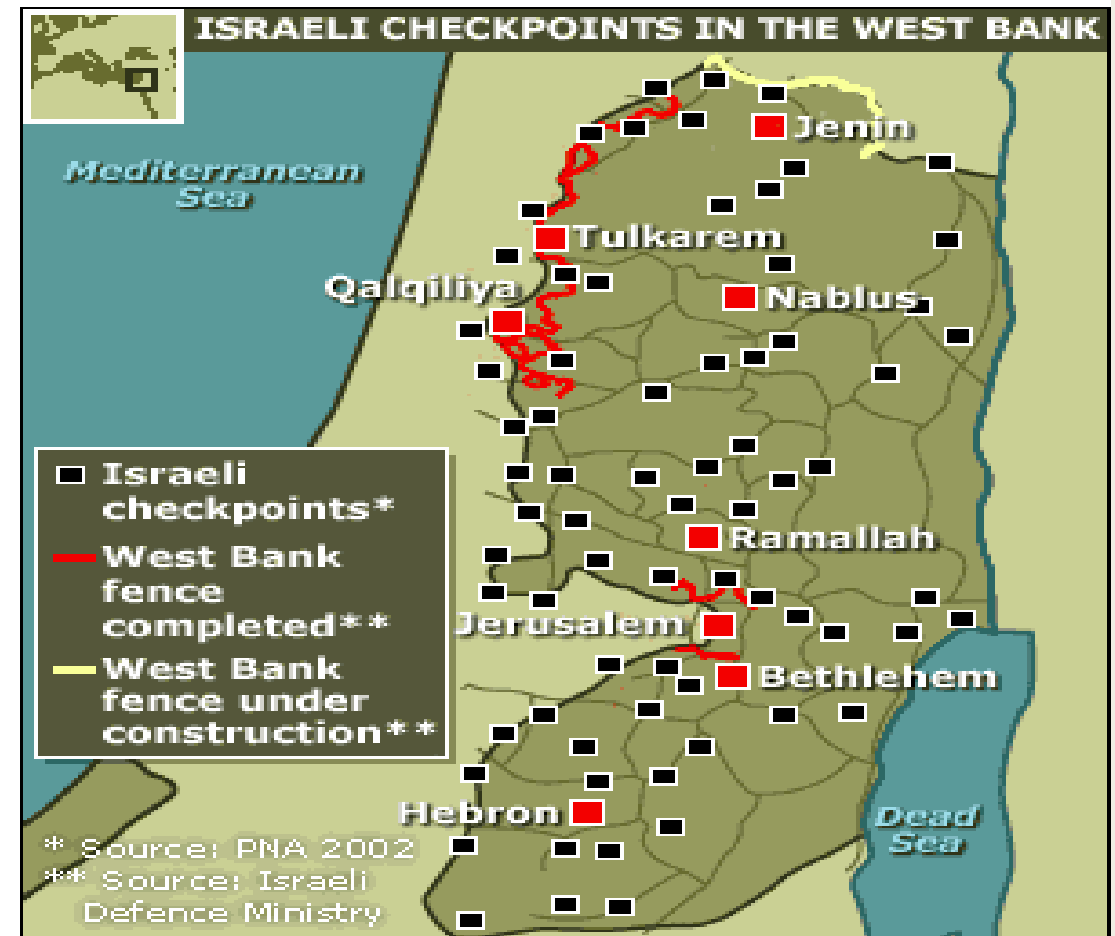 ISRAELI CHECKPOINTS IN THE WEST BANK
Mediterranean
Sea
Jenin
Tulkarem
Qalqiliya
Nablus
Israeli
checkpoints*
West Bank
fence
completed**
West Bank
fence under
construction**
Ramallah
Jerusalem
Bethlehem
Hebron
Dead
Sea
* Source: PNA 2002
** Source: Israeli
Defence Ministry